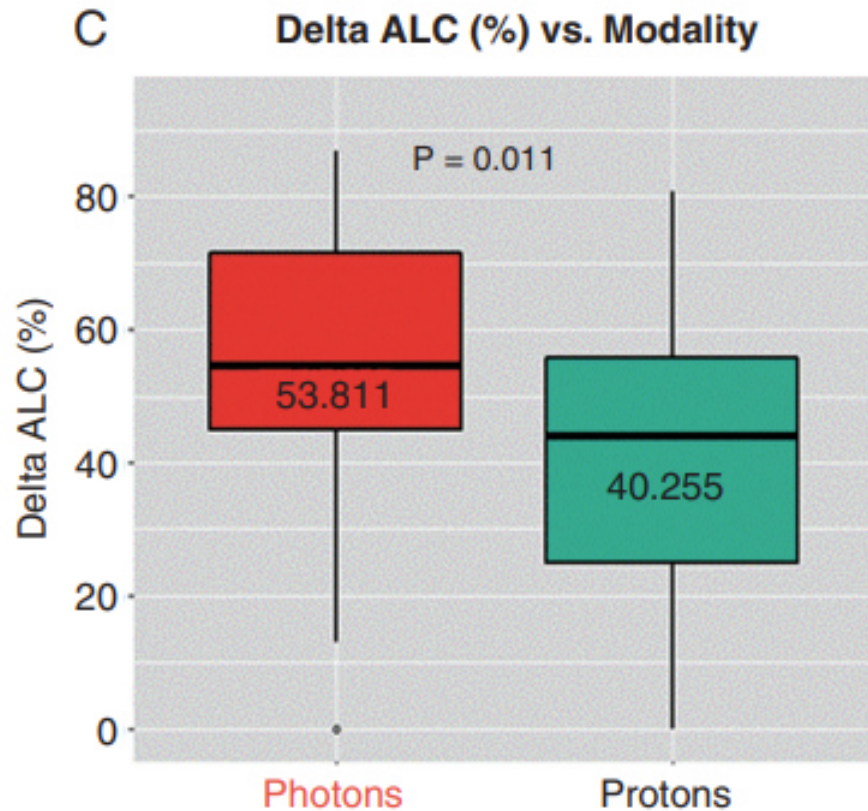 C
Delta ALC (%) vs. Modality
P = 0.011
Delta ALC (%)
80
60
40
20
0
53.811
40.255
Photons
Protons